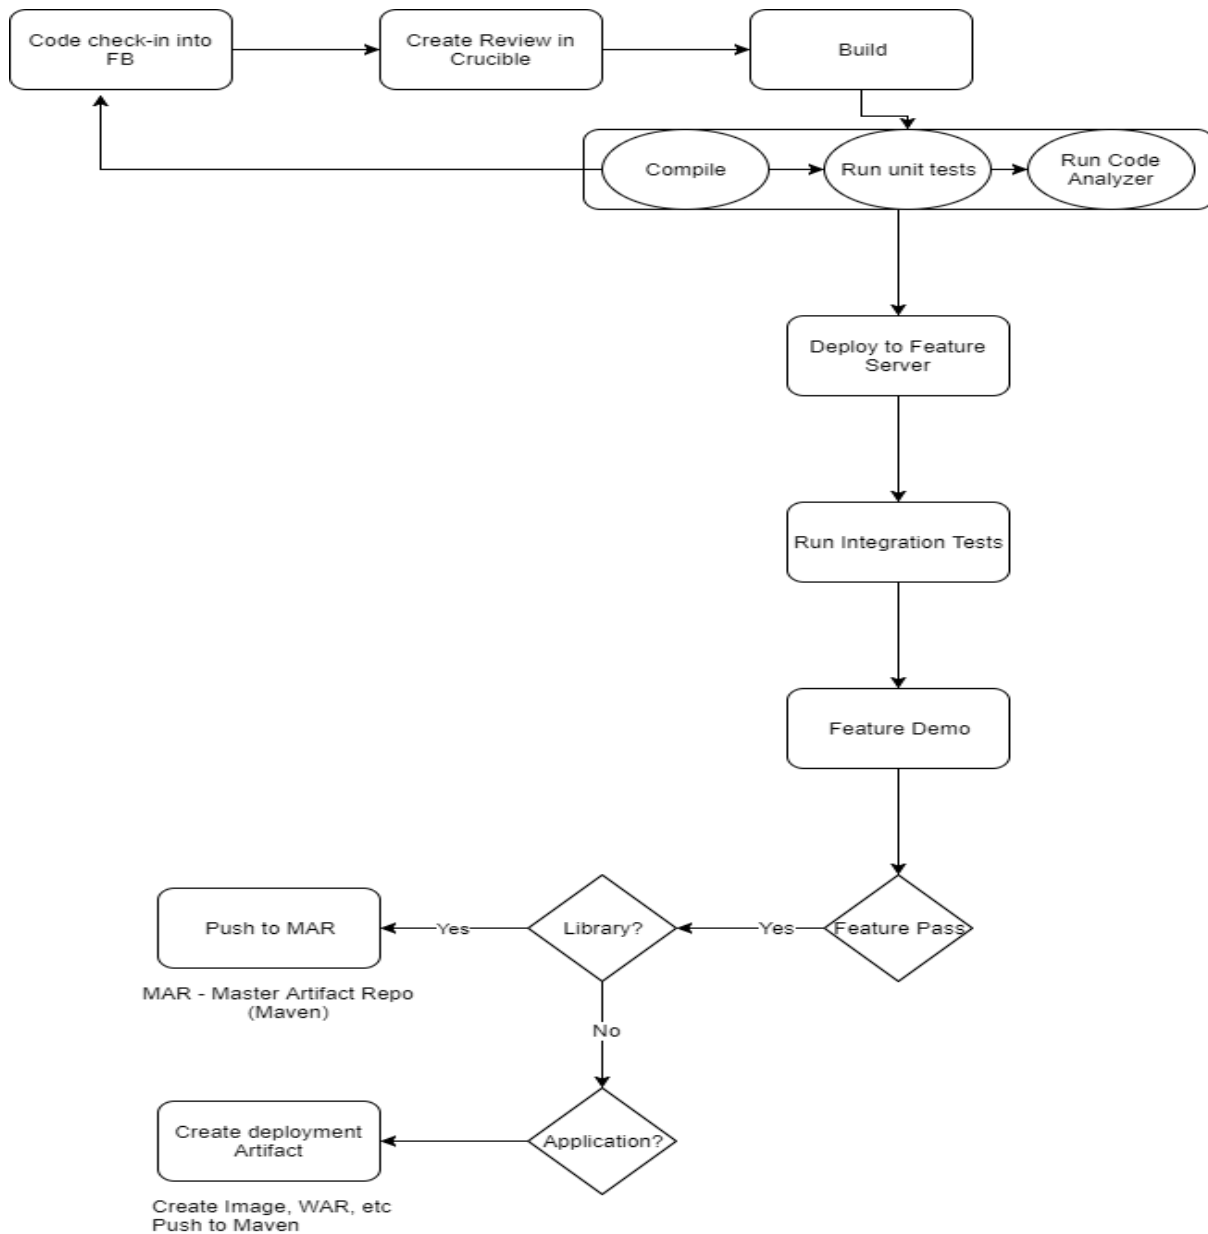 Code check-in into
FB
Create Review in
Crucible
Build
Compile
Run unit tests
Run Code
Analyzer
Deploy to Feature
Server
Run Integration Tests
Feature Demo
Feature Pass
Yes
Library?
Yes
Push to MAR
MAR - Master Artifact Repo
(Maven)
No
Application?
Create deployment
Artifact
Create Image, WAR, etc
Push to Maven